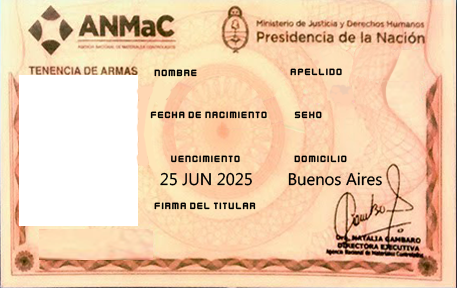 ANMaC
AGENCIA NACIONAL DE MATERIALES CONTROLADOS
Ministerio de Justicia y Derechos Humanos
Presidencia de la Nación
TENENCIA DE ARMAS
NOMBRE
APELLIDO
FECHA DE NACIMIENTO
SEXO
VENCIMIENTO
DOMICILIO
25 JUN 2025
Buenos Aires
FIRMA DEL TITULAR
Dra. NATALIA GAMBARO
DIRECTORA EJECUTIVA
Agencia Nacional de Materiales Controlados